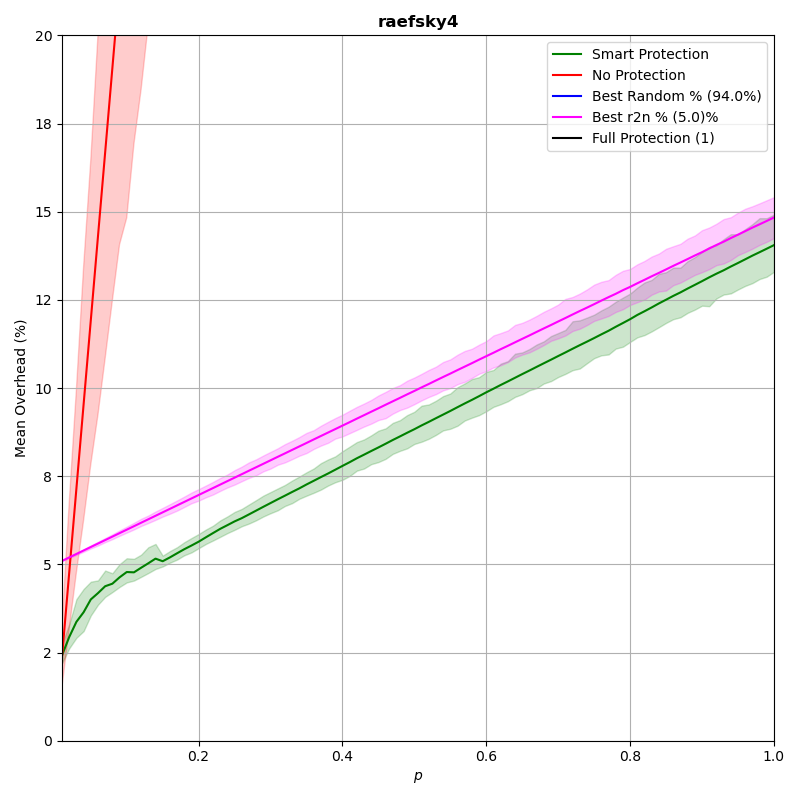 raefsky4
20
18
15
12
10
8
5
2
0
Mean Overhead (%)
Smart Protection
No Protection
Best Random % (94.0%)
Best r2n % (5.0)%
Full Protection (1)
0.2 0.4 0.6 0.8 1.0
p